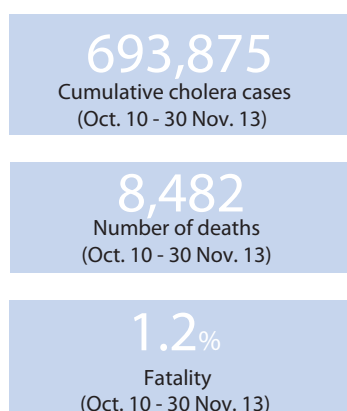 693,875
Cumulative cholera cases
(Oct. 10 - 30 Nov. 13)
8,482
Number of deaths
(Oct. 10 - 30 Nov. 13)
1.2%
Fatality
(Oct. 10 - 30 Nov. 13)